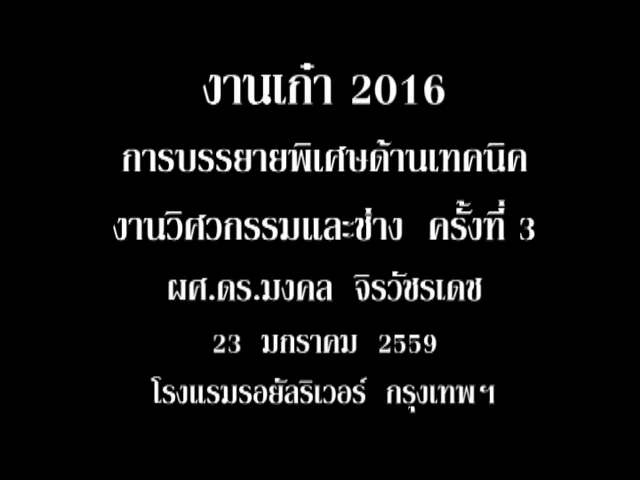 งานเก๋า 2016
การบรรยายพิเศษด้านเทคนิค
งานวิศวกรรมและช่าง ครั้งที่ 3
ผศ.ดร.มงคล จิรวัชรเดช
23 มกราคม 2559
โรงแรมรอยัลริเวอร์ กรุงเทพฯ